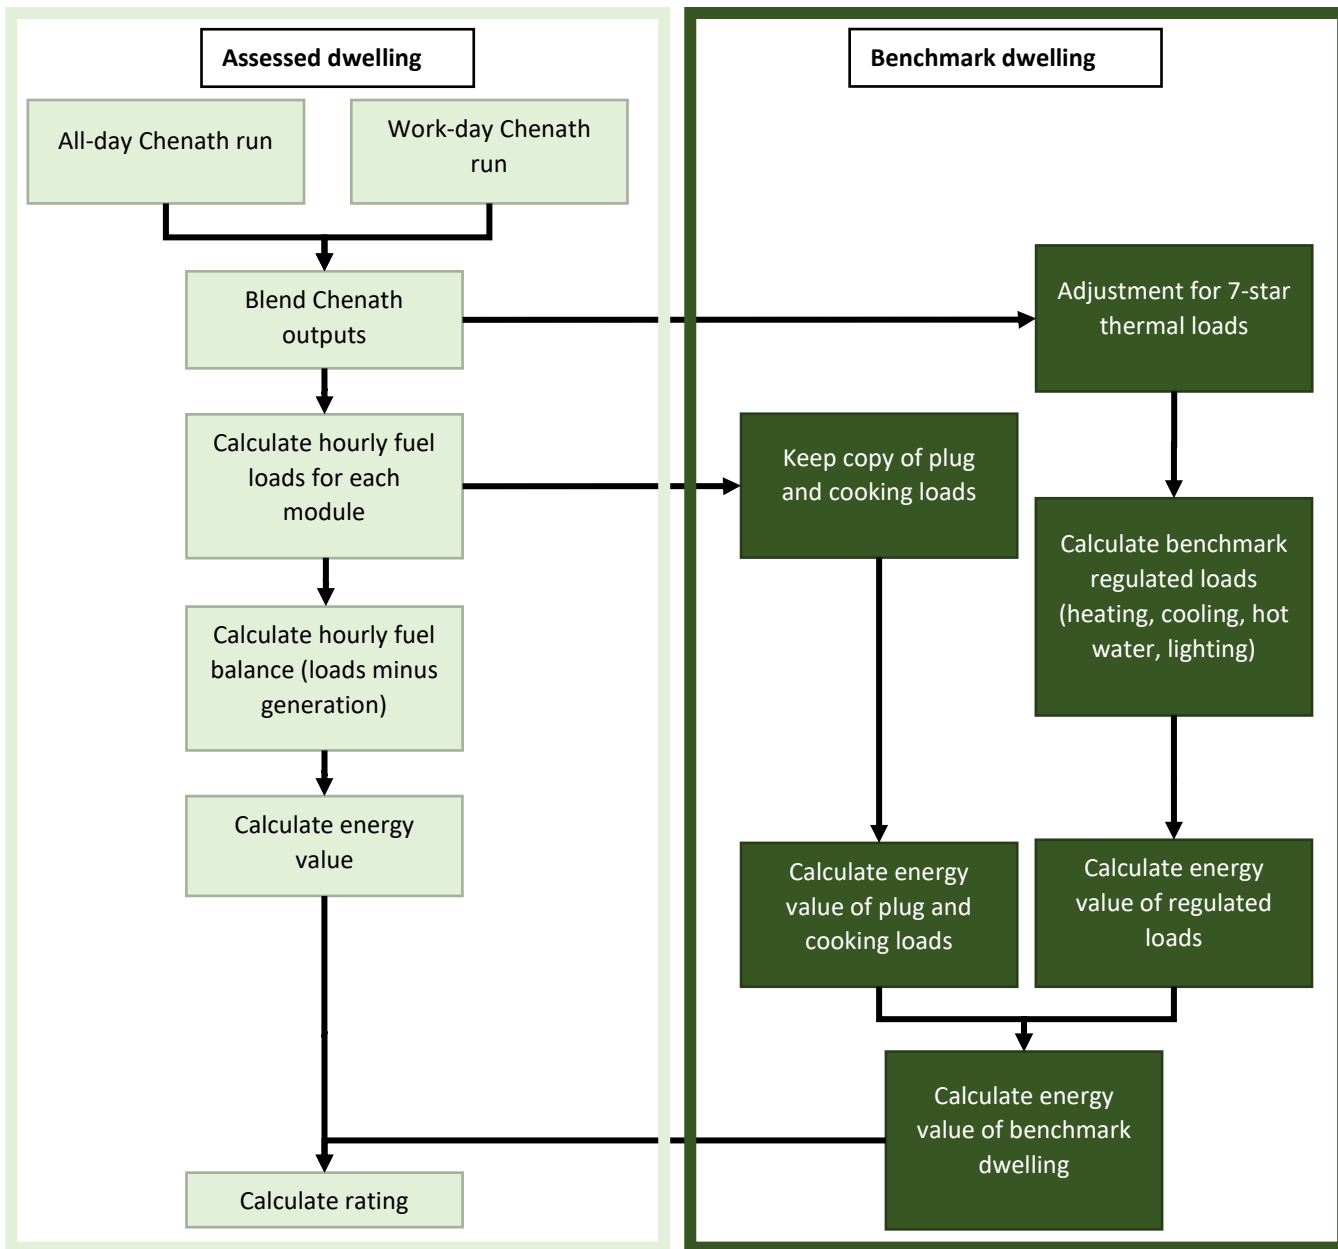 Assessed dwelling
All-day Chenath run
Work-day Chenath
run
Blend Chenath
outputs
Calculate hourly fuel
loads for each
module
Calculate hourly fuel
balance (loads minus
generation)
Calculate energy
value
Calculate rating
Benchmark dwelling
Adjustment for 7-star
thermal loads
Keep copy of plug
and cooking loads
Calculate benchmark
regulated loads
(heating, cooling, hot
water, lighting)
Calculate energy
value of plug and
cooking loads
Calculate energy
value of regulated
loads
Calculate energy
value of benchmark
dwelling